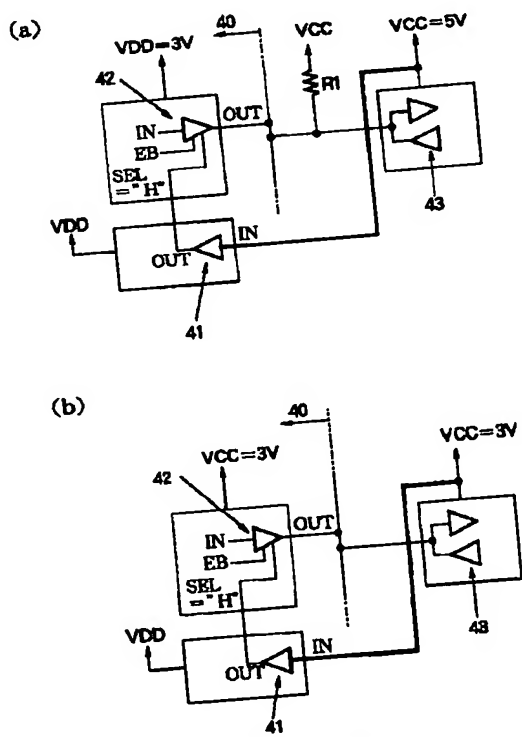 (a)
40
VCC
VCC=5V
VDD=3V
42
OUT
R1
IN
EB
SEL
="H"
43
VDD
IN
OUT
41
(b)
40
VCC=3V
VCC=3V
42
OUT
IN
EB
SEL
="H"
43
VDD
IN
OUT
41